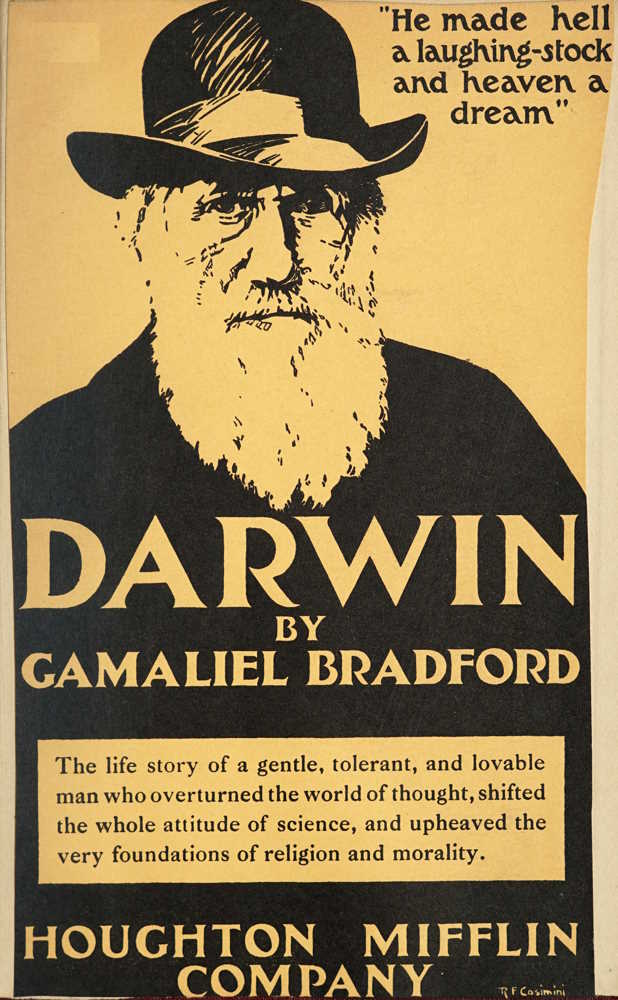 "He made hell
a laughing-stock
and heaven a
dream"
DARWIN
BY
GAMALIEL BRADFORD
The life story of a gentle, tolerant, and lovable
man who overturned the world of thought, shifted
the whole attitude of science, and upheaved the
very foundations of religion and morality.
HOUGHTON MIFFLIN
COMPANY
R F Cosimini